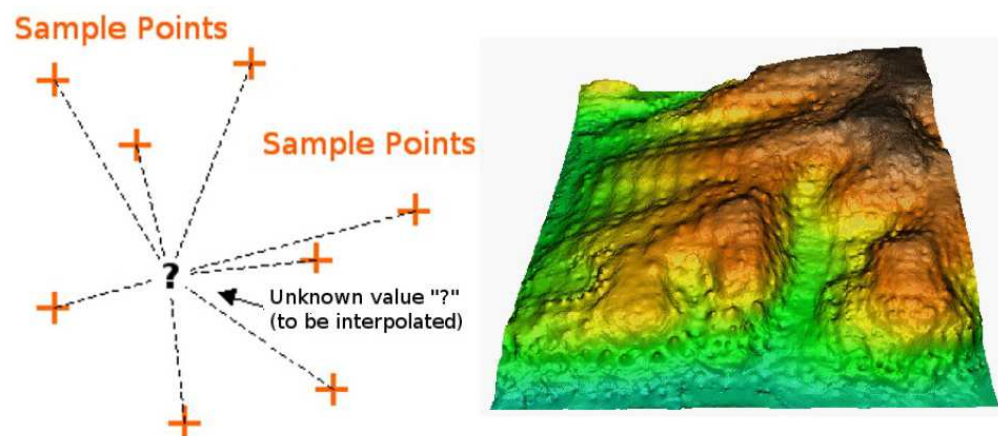 Sample Points
Sample Points
?
Unknown value "?"
(to be interpolated)